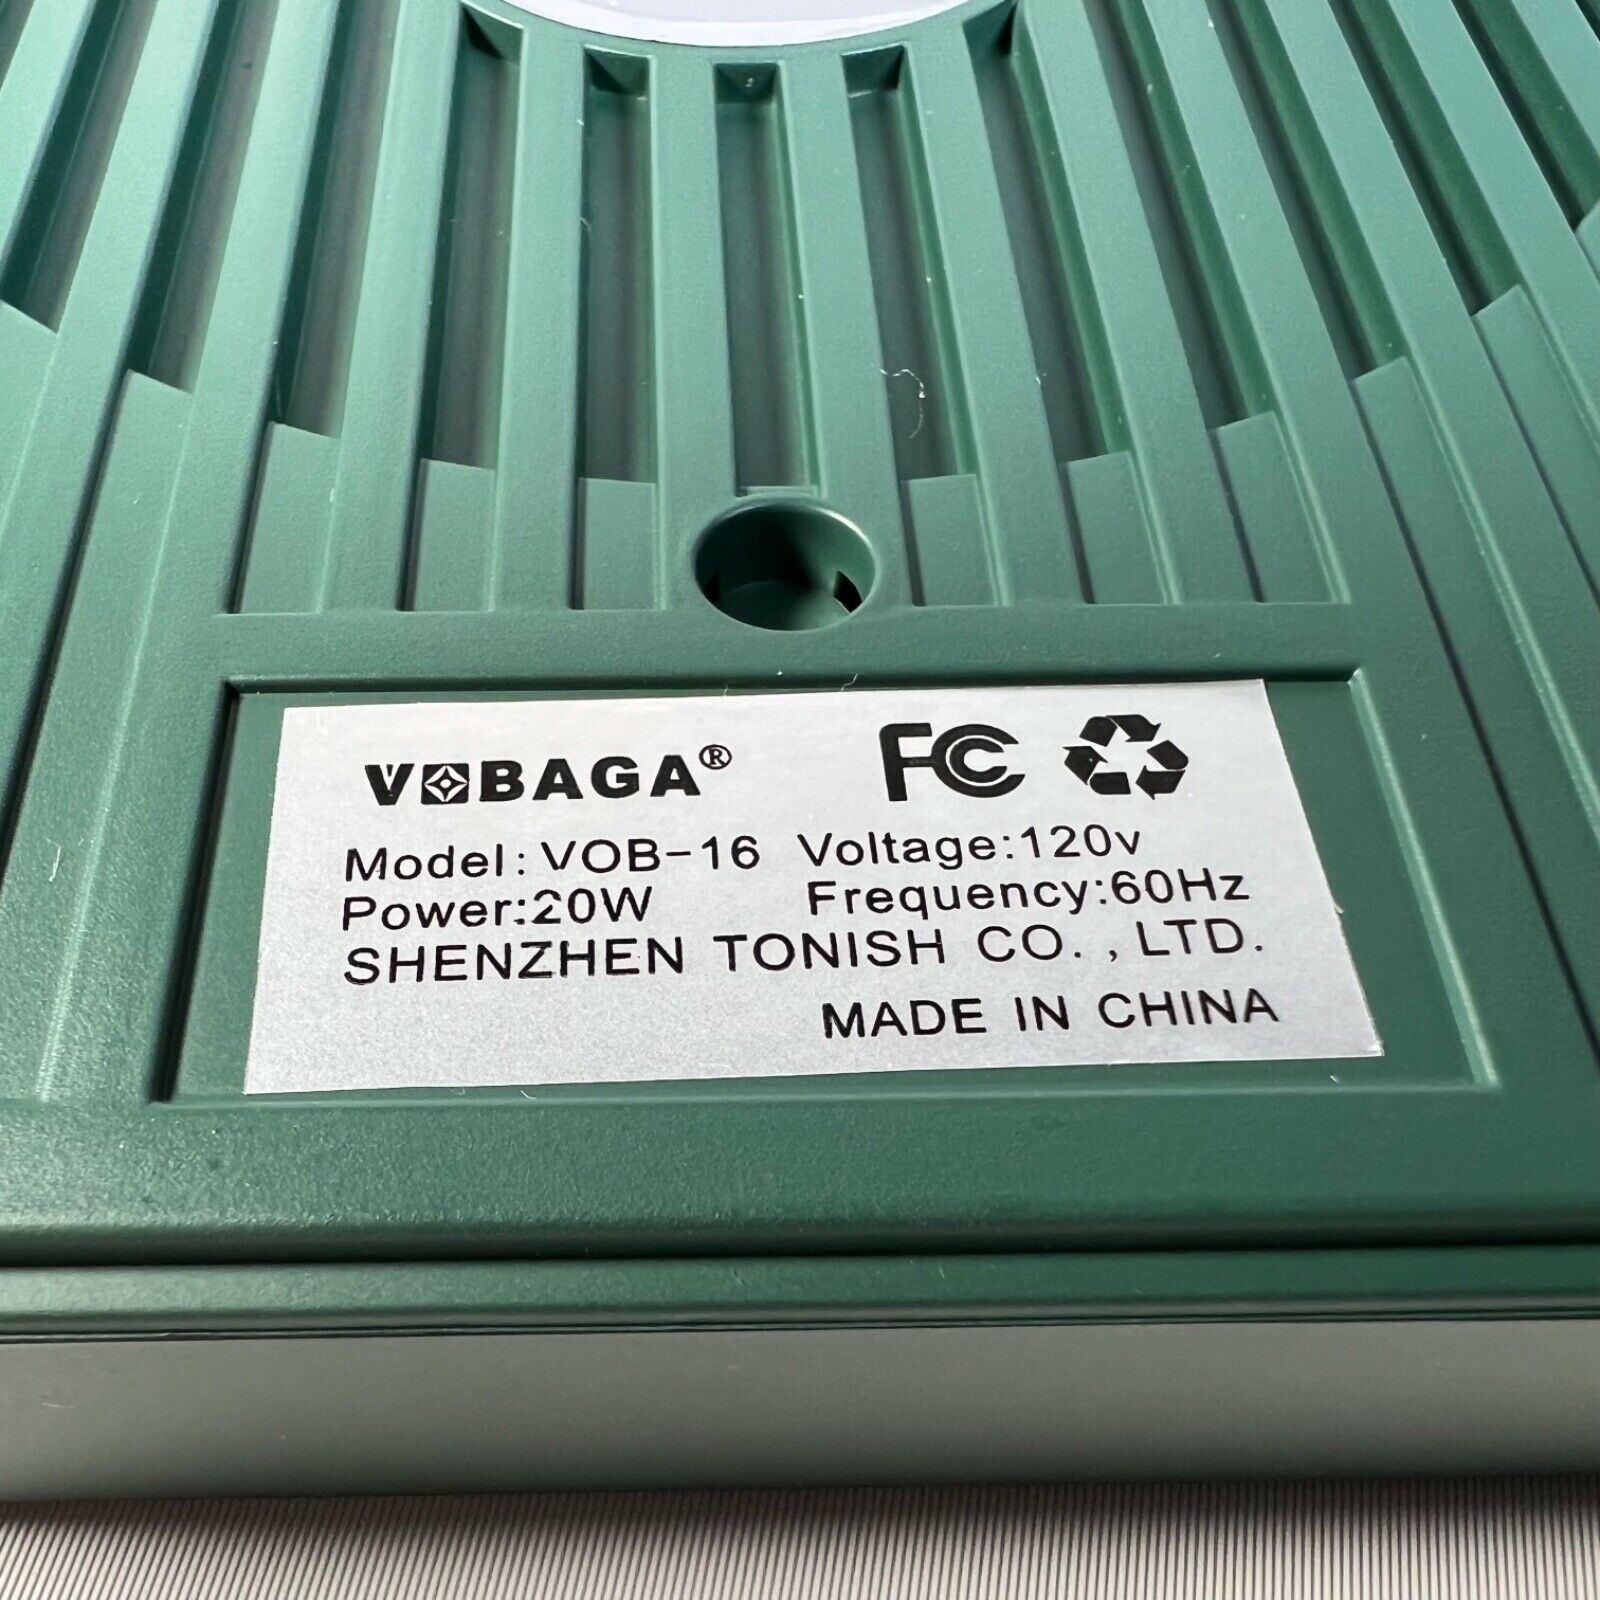 VOBAGA® FC
Model: VOB-16 Voltage:120v
Power:20W Frequency:60Hz
SHENZHEN TONISH CO., LTD.
MADE IN CHINA